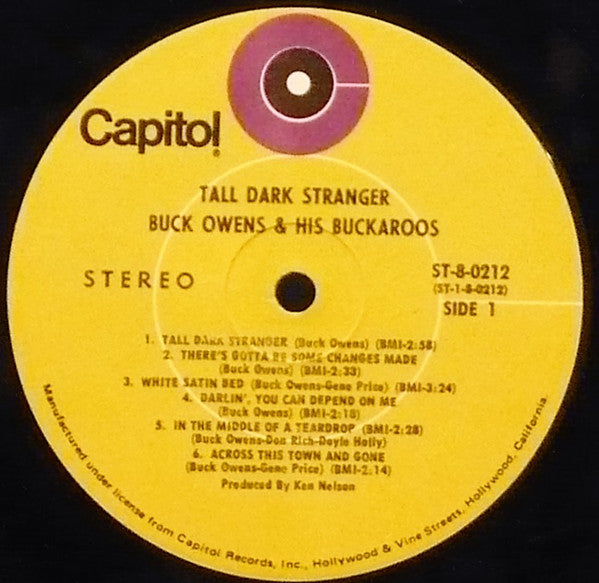 Capitol®
TALL DARK STRANGER
BUCK OWENS & HIS BUCKAROOS
STEREO
ST-8-0212
(ST-1-8-0212)
SIDE 1
1. TALL DARK STRANGER (Buck Owens) (BMI-2:58)
2. THERE'S GOTTA BE SOME CHANGES MADE
(Buck Owens) (BMI-2:33)
3. WHITE SATIN BED (Buck Owens-Gene Price) (BMI-3:24)
4. DARLIN', YOU CAN DEPEND ON ME
(Buck Owens) (BMI-2:18)
5. IN THE MIDDLE OF A TEARDROP (BMI-2:28)
(Buck Owens-Don Rich-Doyle Holly)
6. ACROSS THIS TOWN AND GONE
(Buck Owens-Gene Price) (BMI-2:14)
Produced By Ken Nelson
Manufactured under license from Capitol Records, Inc., Hollywood & Vine Streets, Hollywood, California.